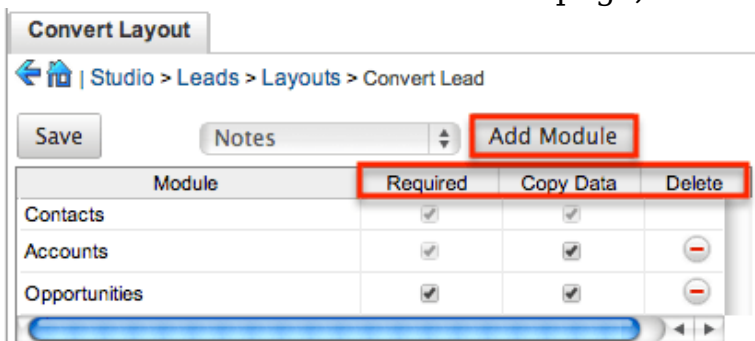 Convert Layout
| Studio > Leads > Layouts > Convert Lead
Save Notes Add Module
Module Required Copy Data Delete
Contacts
Accounts
Opportunities